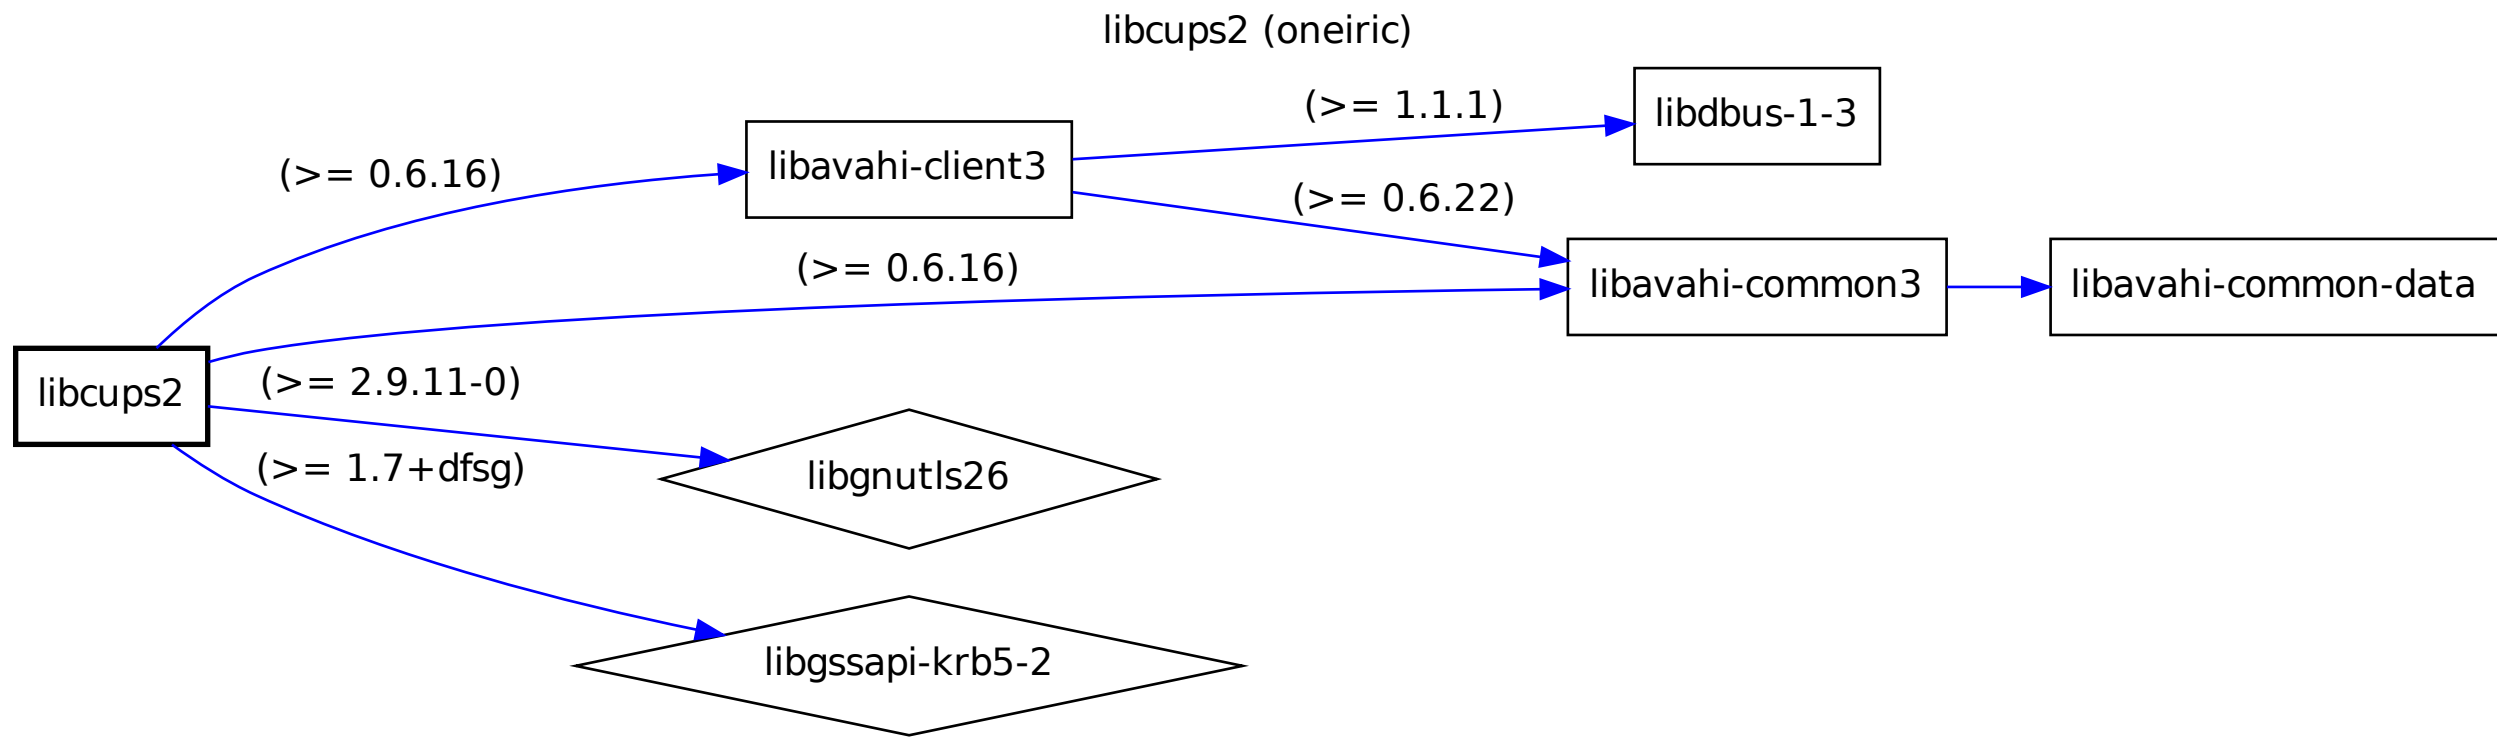 libcups2 (oneiric)
(>= 1.1.1)
libdbus-1-3
libavahi-client3
(>= 0.6.16)
(>= 0.6.22)
(>= 0.6.16)
libavahi-common3
libavahi-common-data
libcups2
(>= 2.9.11-0)
(>= 1.7+dfsg)
libgnutls26
libgssapi-krb5-2